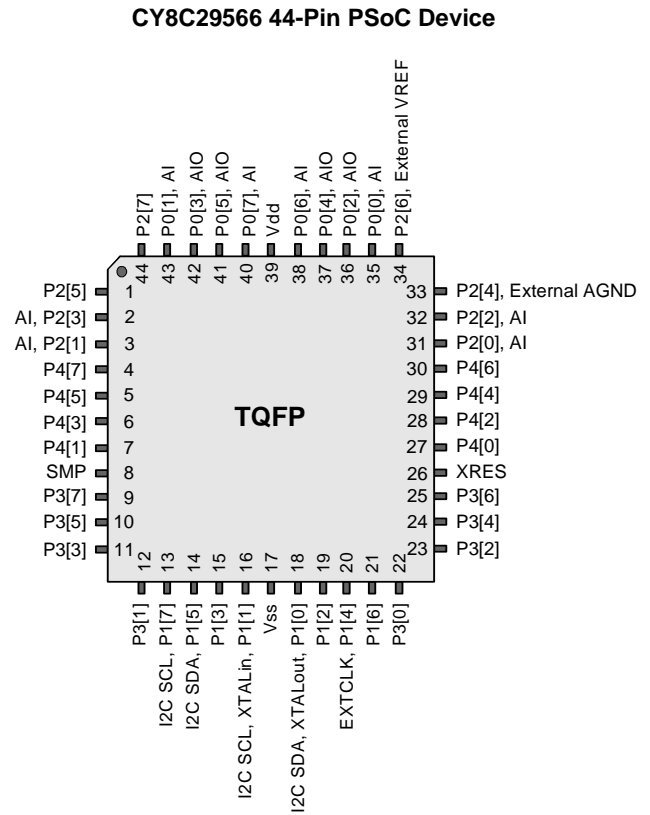 CY8C29566 44-Pin PSoC Device
P2[7]
P0[1], AI
P0[3], AIO
P0[5], AIO
P0[7], AI
Vdd
P0[6], AI
P0[4], AIO
P0[2], AIO
P0[0], AI
P2[6], External VREF
44
43
42
41
40
39
38
37
36
35
34
P2[5] 1
AI, P2[3] 2
AI, P2[1] 3
P4[7] 4
P4[5] 5
P4[3] 6
P4[1] 7
SMP 8
P3[7] 9
P3[5] 10
P3[3] 11
TQFP
33 P2[4], External AGND
32 P2[2], AI
31 P2[0], AI
30 P4[6]
29 P4[4]
28 P4[2]
27 P4[0]
26 XRES
25 P3[6]
24 P3[4]
23 P3[2]
12
13
14
15
16
17
18
19
20
21
22
P3[1]
I2C SCL, P1[7]
I2C SDA, P1[5]
P1[3]
I2C SCL, XTALin, P1[1]
Vss
I2C SDA, XTALout, P1[0]
P1[2]
EXTCLK, P1[4]
P1[6]
P3[0]